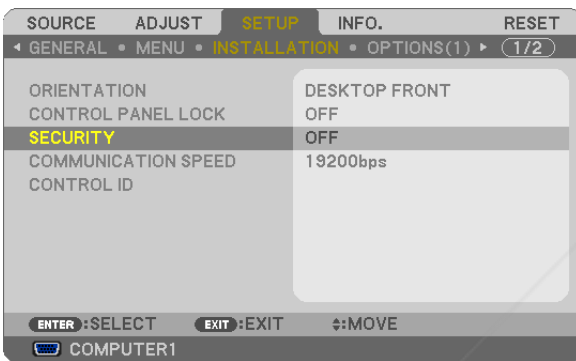 SOURCE ADJUST SETUP INFO. RESET
◀ GENERAL • MENU • INSTALLATION • OPTIONS(1) ▶ 1/2
ORIENTATION DESKTOP FRONT
CONTROL PANEL LOCK OFF
SECURITY OFF
COMMUNICATION SPEED 19200bps
CONTROL ID
ENTER :SELECT EXIT :EXIT ⬍:MOVE
COMPUTER1